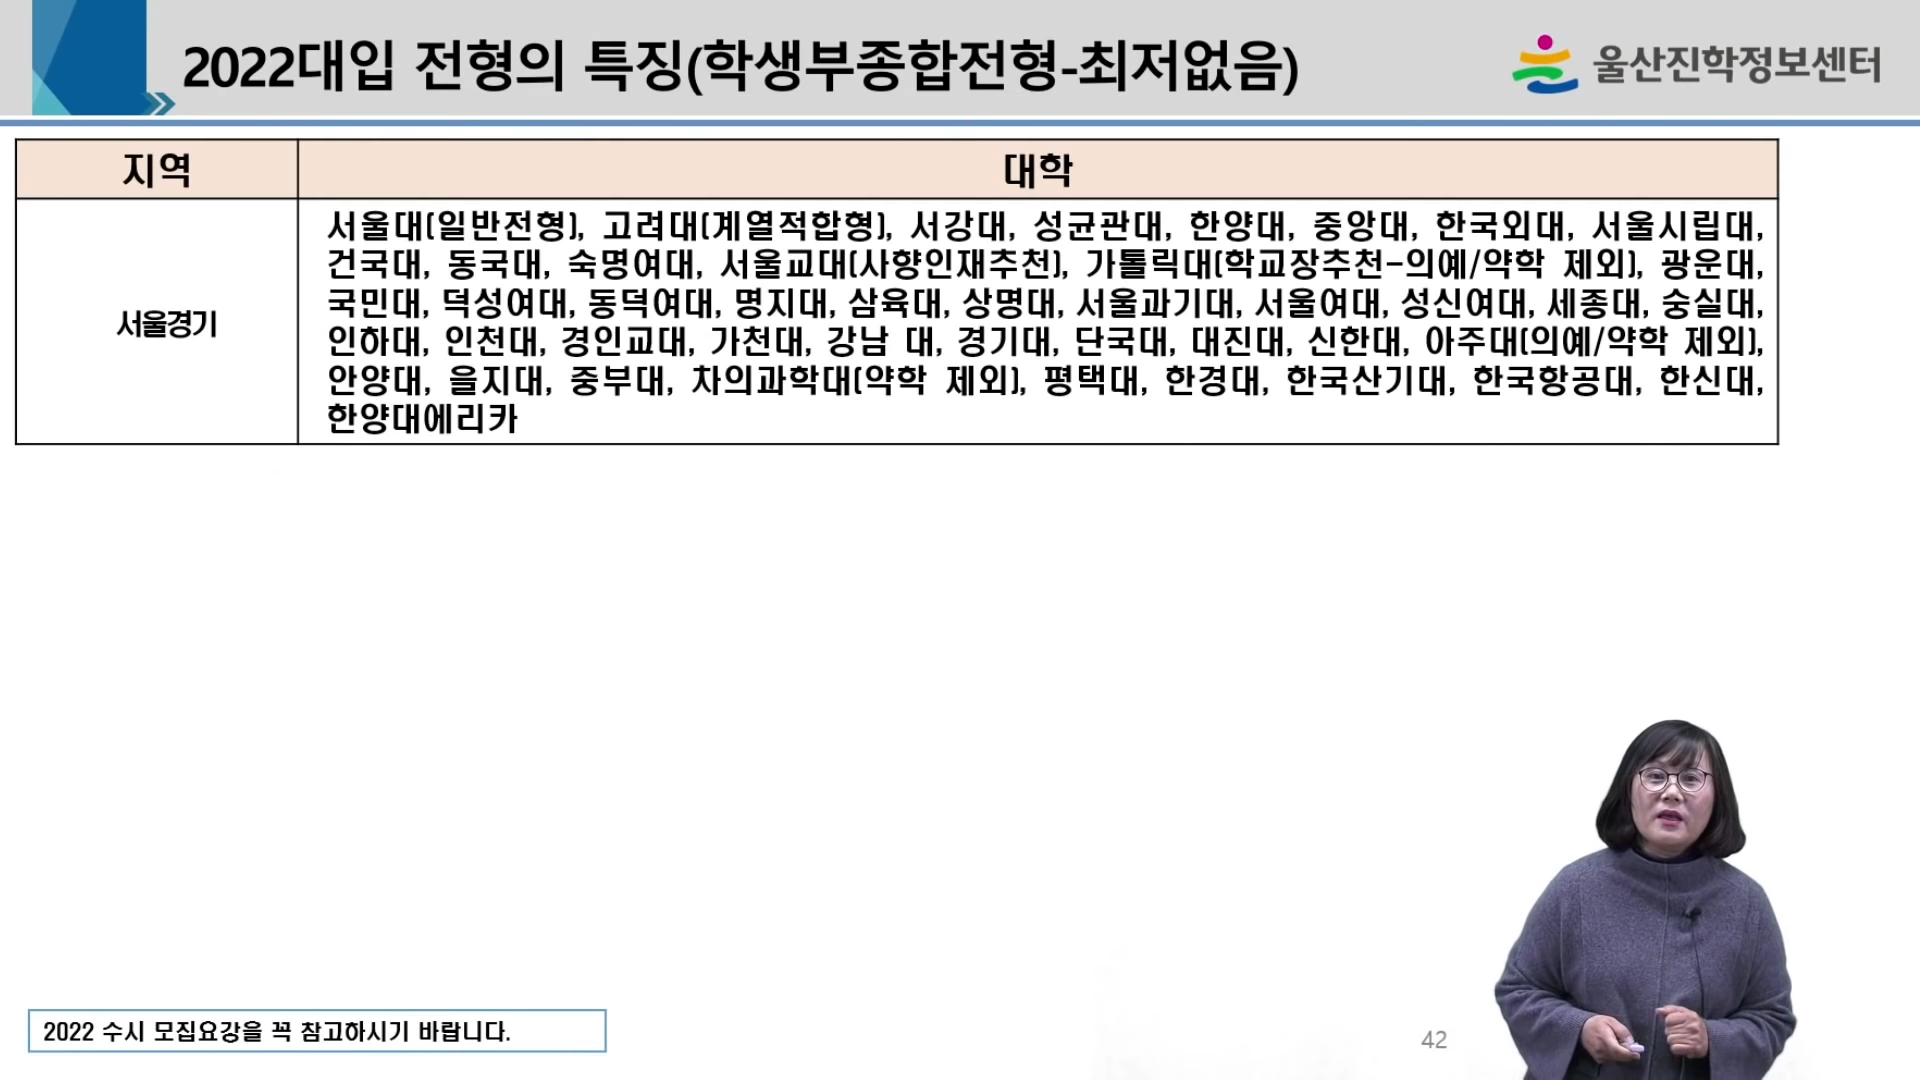 2022대입 전형의 특징(학생부종합전형-최저없음)
울산진학정보센터
지역
대학
서울경기
서울대(일반전형), 고려대(계열적합형), 서강대, 성균관대, 한양대, 중앙대, 한국외대, 서울시립대,
건국대, 동국대, 숙명여대, 서울교대(사향인재추천), 가톨릭대(학교장추천-의예/약학 제외), 광운대,
국민대, 덕성여대, 동덕여대, 명지대, 삼육대, 상명대, 서울과기대, 서울여대, 성신여대, 세종대, 숭실대,
인하대, 인천대, 경인교대, 가천대, 강남 대, 경기대, 단국대, 대진대, 신한대, 아주대(의예/약학 제외),
안양대, 을지대, 중부대, 차의과학대(약학 제외), 평택대, 한경대, 한국산기대, 한국항공대, 한신대,
한양대에리카
2022 수시 모집요강을 꼭 참고하시기 바랍니다.
42